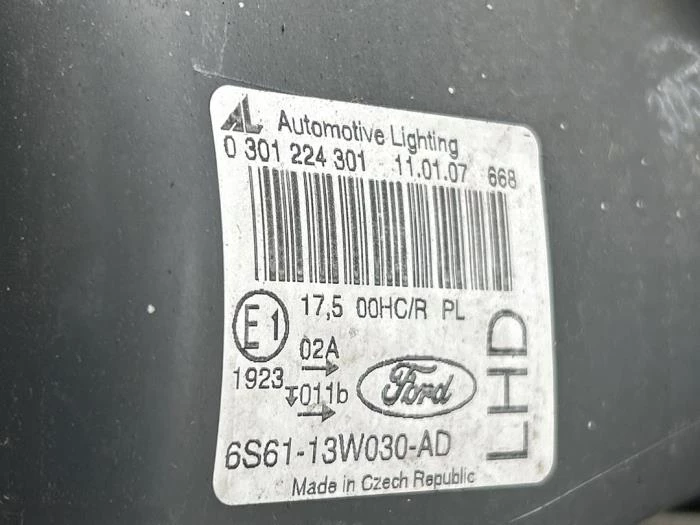 AL Automotive Lighting
0 301 224 301 11.01.07 668
17,5 00HC/R PL
E1
02A
1923 011b
Ford
LHD
6S61-13W030-AD
Made in Czech Republic